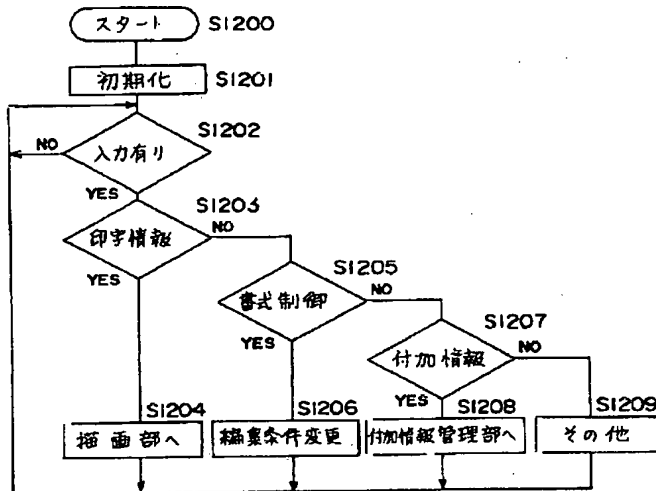 スタート S1200
初期化 S1201
S1202
NO 入力有り
YES S1203
印字情報 NO
YES S1205
書式制御 NO
YES S1207
付加情報 NO
YES
S1204 S1206 S1208 S1209
描画部へ 編集条件変更 付加情報管理部へ その他